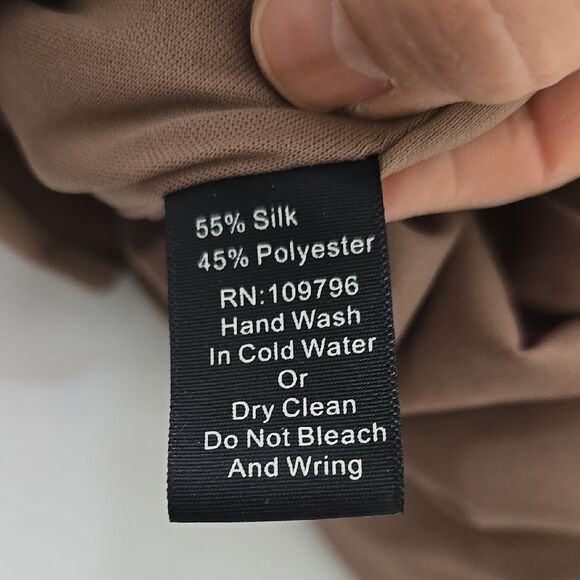 55% Silk
45% Polyester
RN:109796
Hand Wash
In Cold Water
Or
Dry Clean
Do Not Bleach
And Wring